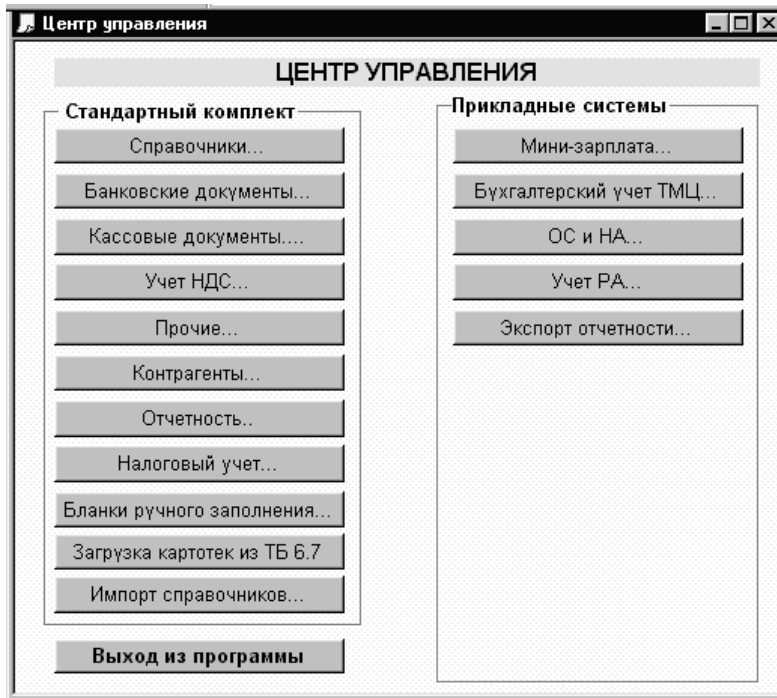 Центр управления
ЦЕНТР УПРАВЛЕНИЯ
Стандартный комплект
Справочники...
Банковские документы...
Кассовые документы....
Учет НДС...
Прочие...
Контрагенты...
Отчетность..
Налоговый учет...
Бланки ручного заполнения...
Загрузка картотек из ТБ 6.7
Импорт справочников...
Выход из программы
Прикладные системы
Мини-зарплата...
Бухгалтерский учет ТМЦ...
ОС и НА...
Учет РА...
Экспорт отчетности...